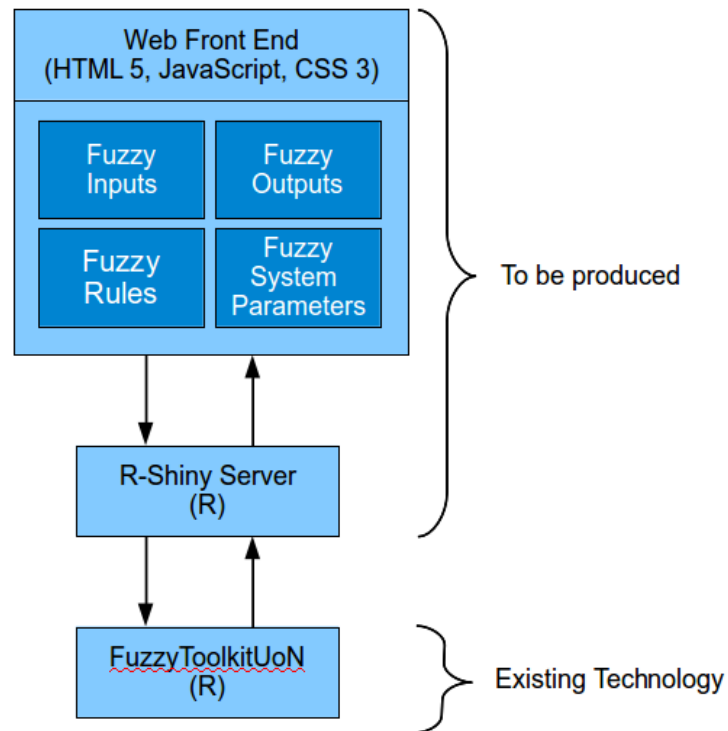 Web Front End
(HTML 5, JavaScript, CSS 3)
Fuzzy
Inputs
Fuzzy
Outputs
Fuzzy
Rules
Fuzzy
System
Parameters
To be produced
R-Shiny Server
(R)
FuzzyToolkitUoN
(R)
Existing Technology